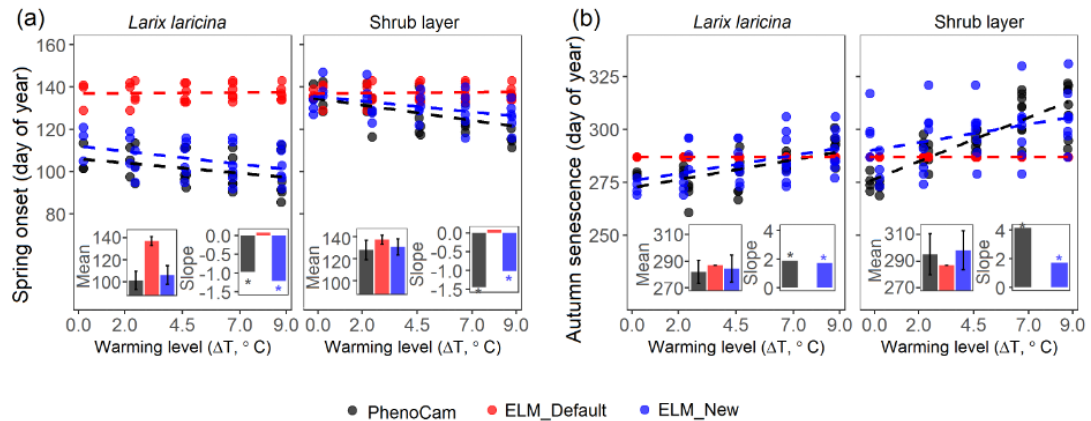 (a)
Larix laricina
Shrub layer
Spring onset (day of year)
160
140
120
100
80
Mean
140
120
100
Slope
0.0
-0.5
-1.0
-1.5
*
*
Mean
140
120
100
Slope
0.0
-0.5
-1.0
-1.5
*
*
0.0 2.0 4.5 7.0 9.0
0.0 2.0 4.5 7.0 9.0
Warming level (ΔT, ° C)
Warming level (ΔT, ° C)
(b)
Larix laricina
Shrub layer
Autumn senescence (day of year)
325
300
275
250
Mean
310
290
270
Slope
4
2
0
*
*
Mean
310
290
270
Slope
4
2
0
*
*
0.0 2.0 4.5 7.0 9.0
0.0 2.0 4.5 7.0 9.0
Warming level (ΔT, ° C)
Warming level (ΔT, ° C)
PhenoCam ELM_Default ELM_New